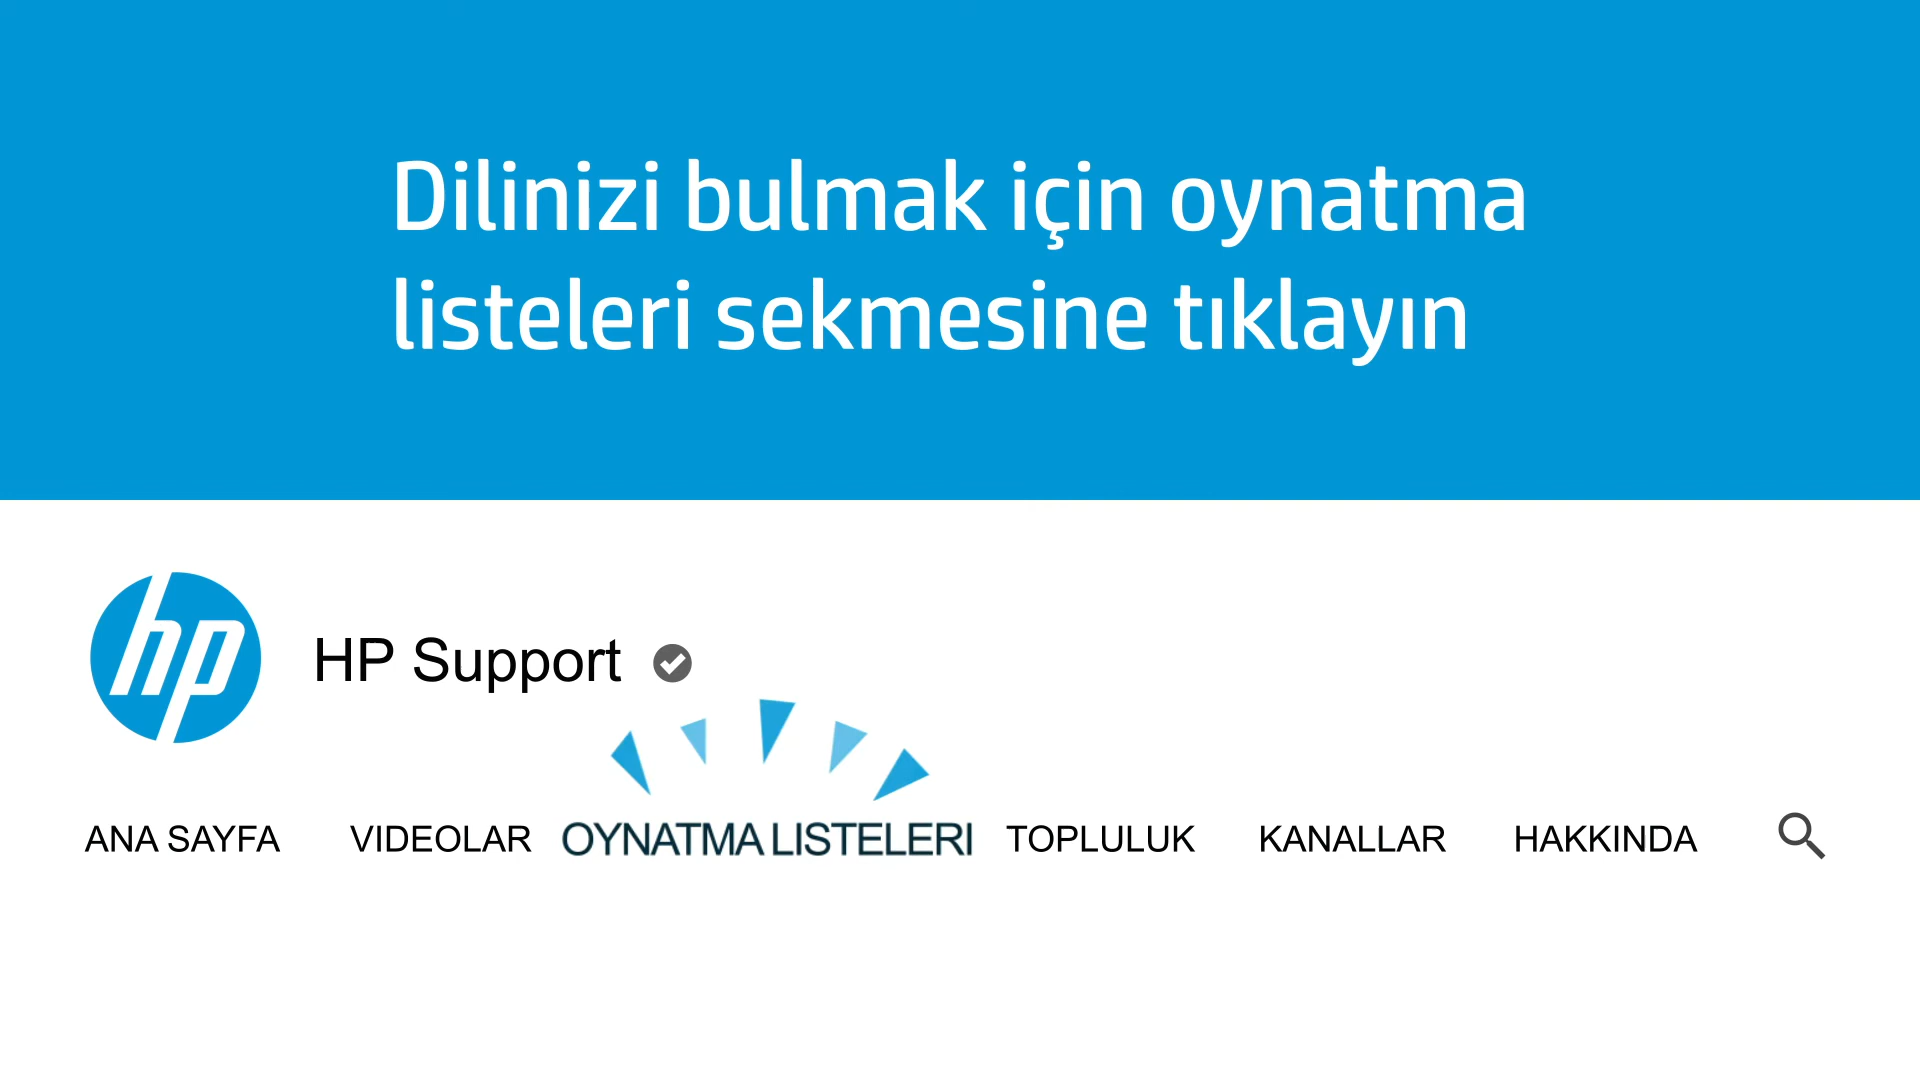 Dilinizi bulmak için oynatma
listeleri sekmesine tıklayın
hp
HP Support
ANA SAYFA VIDEOLAR OYNATMA LISTELERI TOPLULUK KANALLAR HAKKINDA